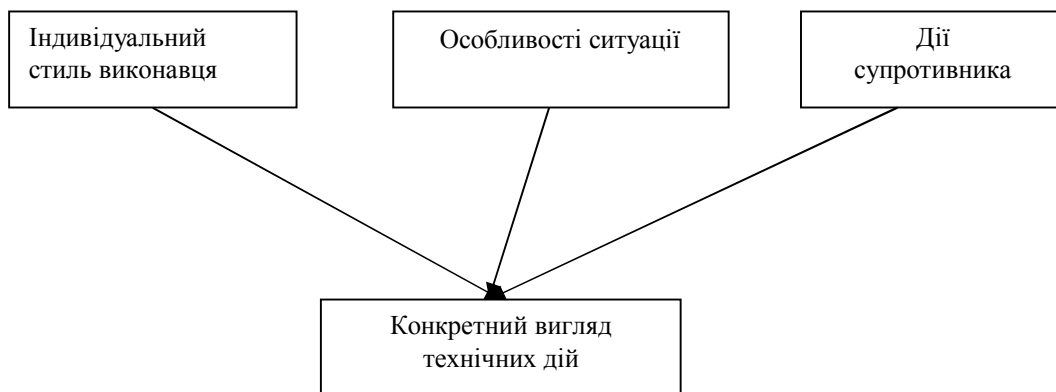 Індивідуальний
стиль виконавця
Особливості ситуації
Дії
супротивника
Конкретний вигляд
технічних дій